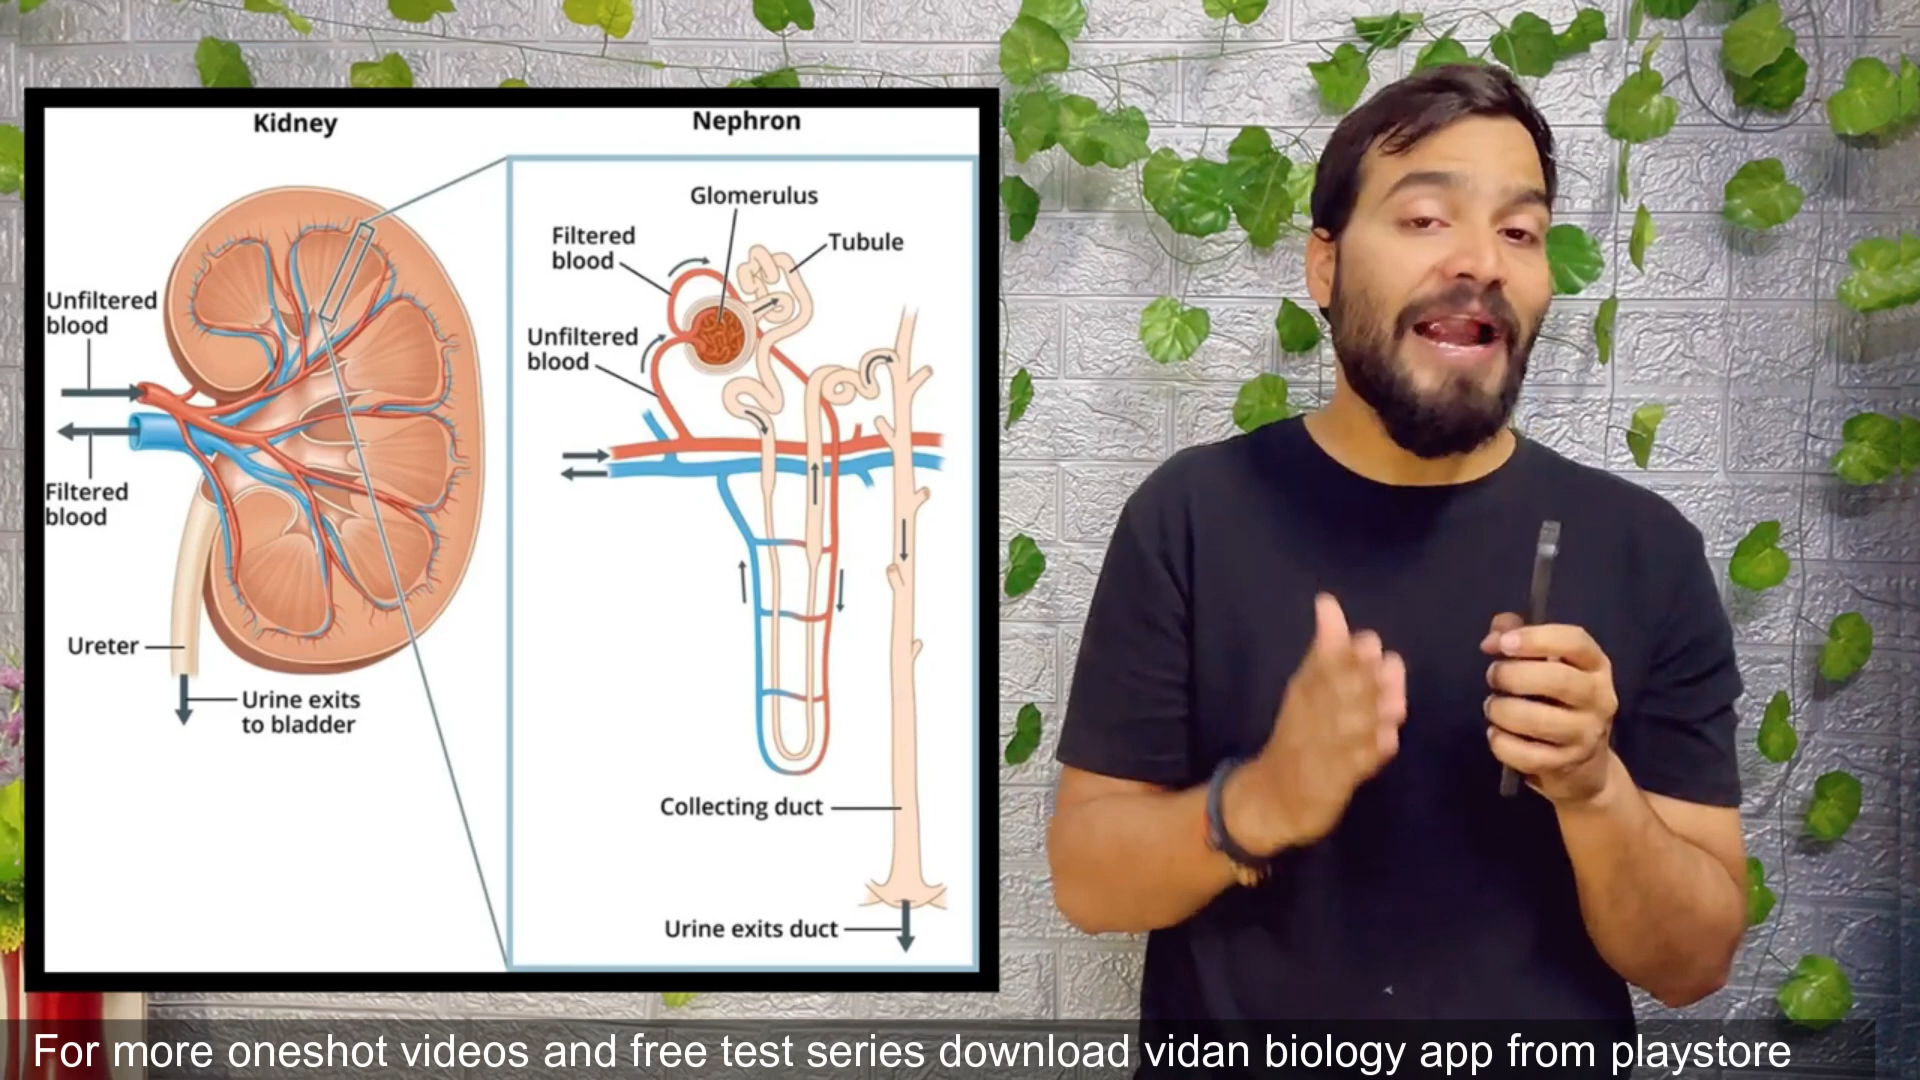 Kidney
Unfiltered
blood
Filtered
blood
Ureter
Urine exits
to bladder
Nephron
Glomerulus
Filtered
blood
Tubule
Unfiltered
blood
Collecting duct
Urine exits duct
For more oneshot videos and free test series download vidan biology app from playstore